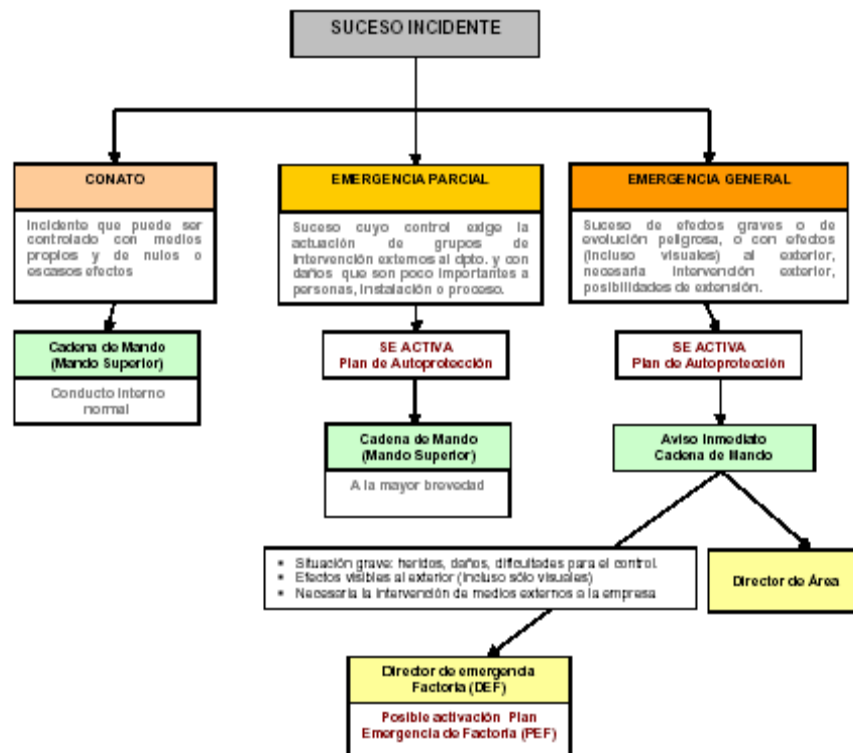 SUCESO INCIDENTE
CONATO
Incidente que puede ser
controlado con medios
propios y de nulos o
escasos efectos
Cadena de Mando
(Mando Superior)
Conducto Interno
normal
EMERGENCIA PARCIAL
Suceso cuyo control exige la
actuación de grupos de
Intervención externos al dpto. y con
daños que son poco importantes a
personas, instalación o proceso.
SE ACTIVA
Plan de Autoprotección
Cadena de Mando
(Mando Superior)
A la mayor brevedad
EMERGENCIA GENERAL
Suceso de efectos graves o de
evolución peligrosa, o con efectos
(Incluso visuales) al exterior,
necesaria Intervención exterior,
posibilidades de extensión.
SE ACTIVA
Plan de Autoprotección
Aviso Inmediato
Cadena de Mando
▪ Situación grave: heridos, daños, dificultades para el control.
▪ Efectos visibles al exterior (incluso sólo visuales)
▪ Necesaria la intervención de medios externos a la empresa
Director de Área
Director de emergencia
Factoría (DEF)
Posible activación Plan
Emergencia de Factoría (PEF)